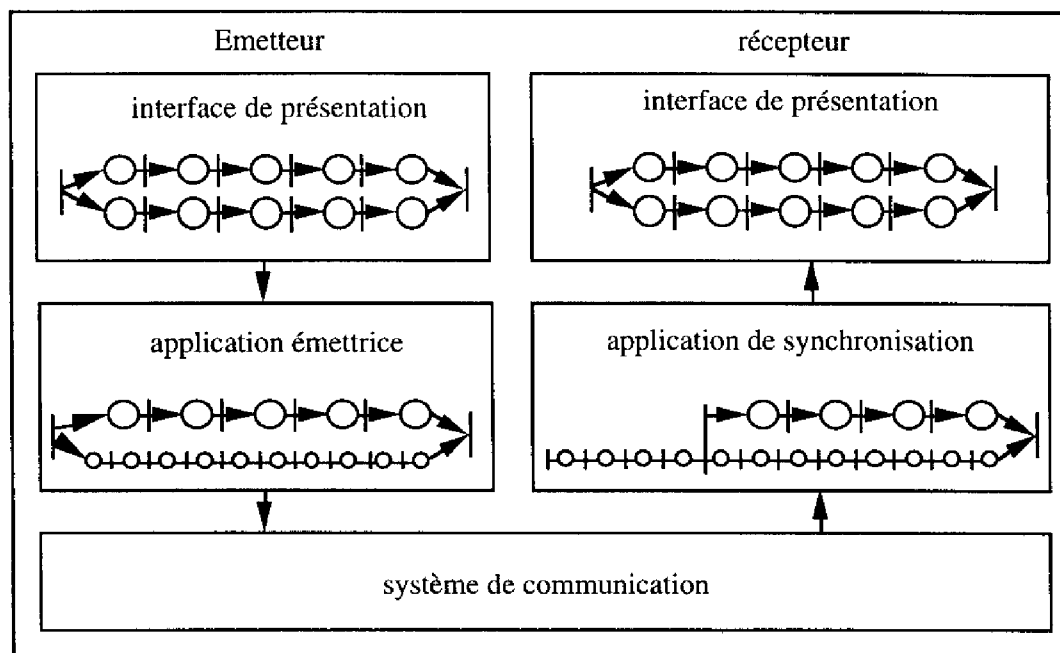 Emetteur
récepteur
interface de présentation
interface de présentation
application émettrice
application de synchronisation
système de communication